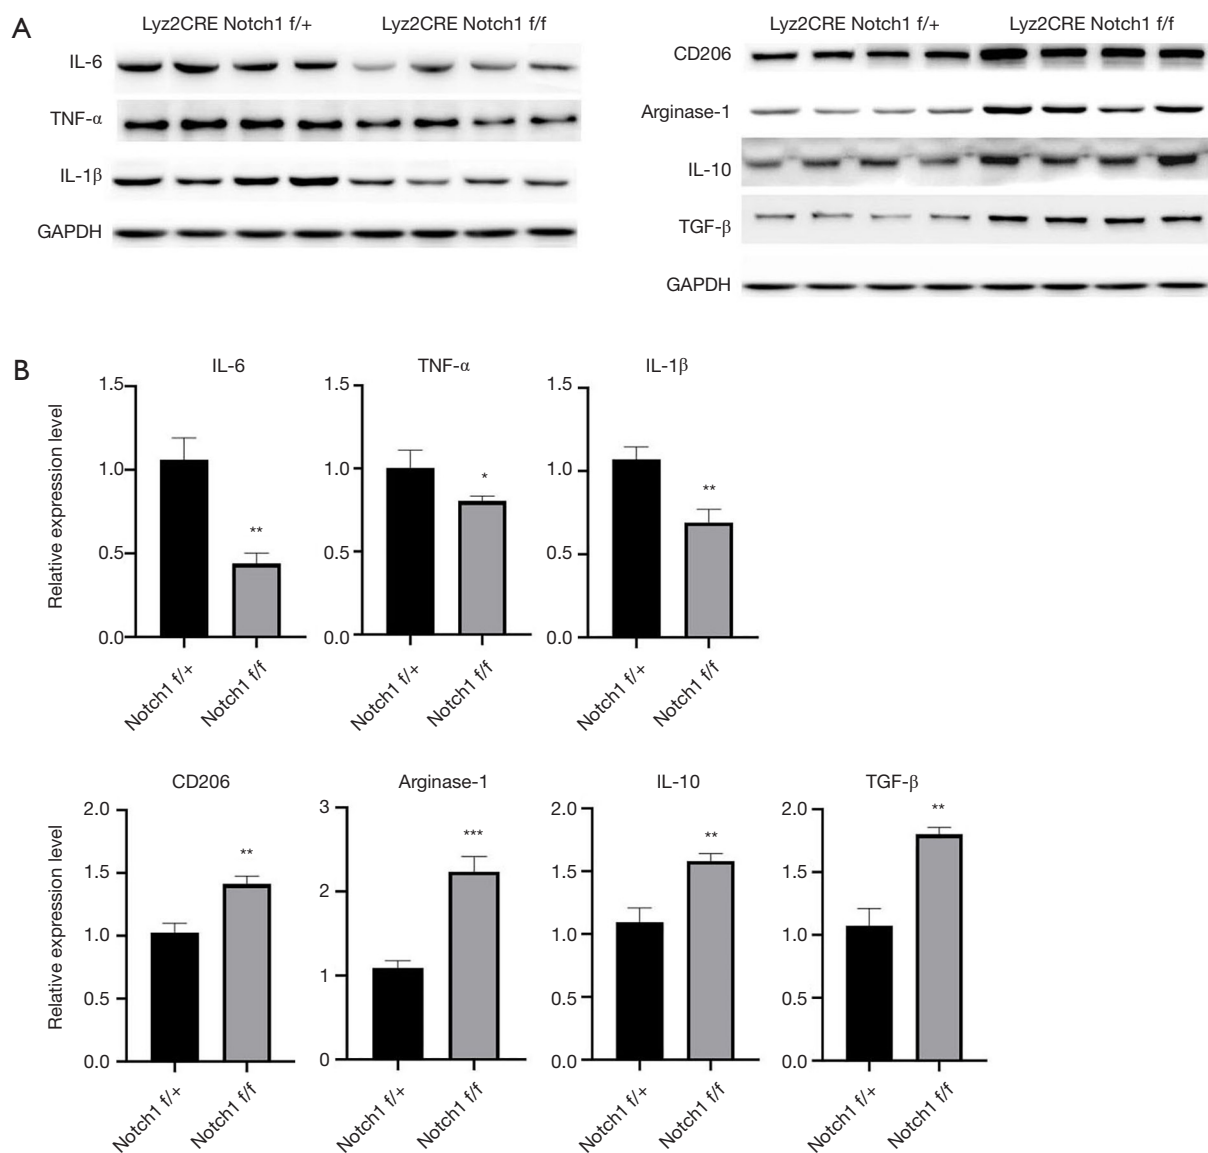 A
Lyz2CRE Notch1 f/+ Lyz2CRE Notch1 f/f
IL-6
TNF-α
IL-1β
GAPDH
Lyz2CRE Notch1 f/+ Lyz2CRE Notch1 f/f
CD206
Arginase-1
IL-10
TGF-β
GAPDH
B
IL-6
Relative expression level
1.5
1.0
0.5
0.0
**
Notch1 f/+
Notch1 f/f
TNF-α
1.5
1.0
0.5
0.0
*
Notch1 f/+
Notch1 f/f
IL-1β
1.5
1.0
0.5
0.0
**
Notch1 f/+
Notch1 f/f
CD206
Relative expression level
2.0
1.5
1.0
0.5
0.0
**
Notch1 f/+
Notch1 f/f
Arginase-1
3
2
1
0
***
Notch1 f/+
Notch1 f/f
IL-10
2.0
1.5
1.0
0.5
0.0
**
Notch1 f/+
Notch1 f/f
TGF-β
2.0
1.5
1.0
0.5
0.0
**
Notch1 f/+
Notch1 f/f